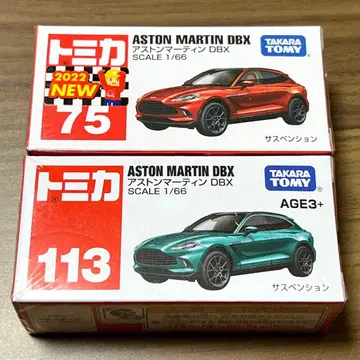 トミカ
2022
NEW
75
ASTON MARTIN DBX
アストンマーティン DBX
SCALE 1/66
TAKARA
TOMY
サスペンション
トミカ
113
ASTON MARTIN DBX
アストンマーティン DBX
SCALE 1/66
TAKARA
TOMY
AGE3+
サスペンション